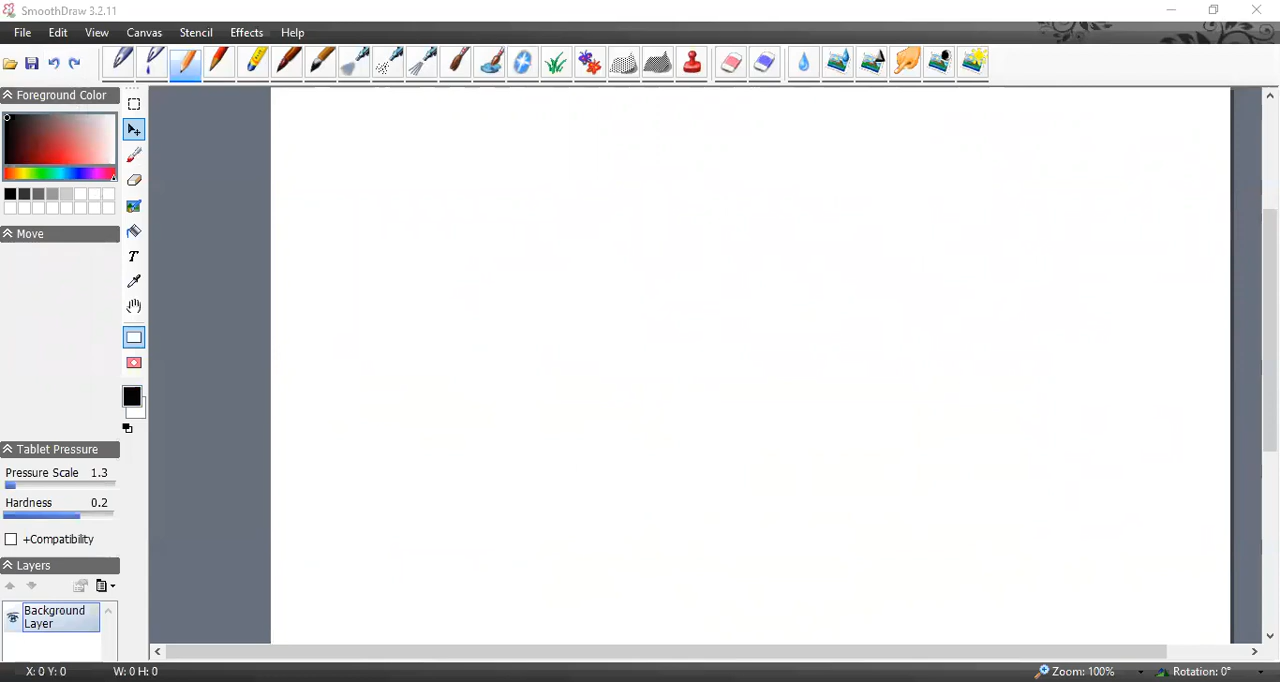 SmoothDraw 3.2.11
File Edit View Canvas Stencil Effects Help
Foreground Color
Move
T
Tablet Pressure
Pressure Scale 1.3
Hardness 0.2
+Compatibility
Layers
Background
Layer
X: 0 Y: 0 W: 0 H: 0 Zoom: 100% Rotation: 0°